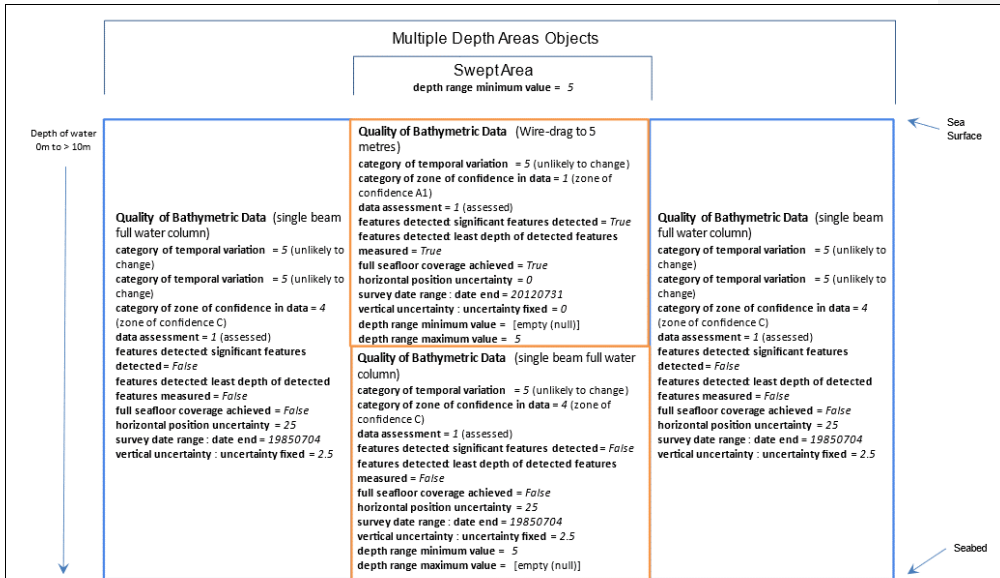 Multiple Depth Areas Objects
Swept Area
depth range minimum value = 5
Depth of water
0m to > 10m
Sea
Surface
Quality of Bathymetric Data (single beam
full water column)
category of temporal variation = 5 (unlikely to
change)
category of temporal variation = 5 (unlikely to
change)
category of zone of confidence in data = 4
(zone of confidence C)
data assessment = 1 (assessed)
features detected: significant features
detected = False
features detected: least depth of detected
features measured = False
full seafloor coverage achieved = False
horizontal position uncertainty = 25
survey date range : date end = 19850704
vertical uncertainty : uncertainty fixed = 2.5
Quality of Bathymetric Data (Wire-drag to 5
metres)
category of temporal variation = 5 (unlikely to change)
category of zone of confidence in data = 1 (zone of
confidence A1)
data assessment = 1 (assessed)
features detected: significant features detected = True
features detected: least depth of detected features
measured = True
full seafloor coverage achieved = True
horizontal position uncertainty = 0
survey date range : date end = 20120731
vertical uncertainty : uncertainty fixed = 0
depth range minimum value = [empty (null)]
depth range maximum value = 5
Quality of Bathymetric Data (single beam full water
column)
category of temporal variation = 5 (unlikely to change)
category of zone of confidence in data = 4 (zone of
confidence C)
data assessment = 1 (assessed)
features detected: significant features detected = False
features detected: least depth of detected features
measured = False
full seafloor coverage achieved = False
horizontal position uncertainty = 25
survey date range : date end = 19850704
vertical uncertainty : uncertainty fixed = 2.5
depth range minimum value = 5
depth range maximum value = [empty (null)]
Quality of Bathymetric Data (single beam
full water column)
category of temporal variation = 5 (unlikely to
change)
category of temporal variation = 5 (unlikely to
change)
category of zone of confidence in data = 4
(zone of confidence C)
data assessment = 1 (assessed)
features detected: significant features
detected = False
features detected: least depth of detected
features measured = False
full seafloor coverage achieved = False
horizontal position uncertainty = 25
survey date range : date end = 19850704
vertical uncertainty : uncertainty fixed = 2.5
Seabed